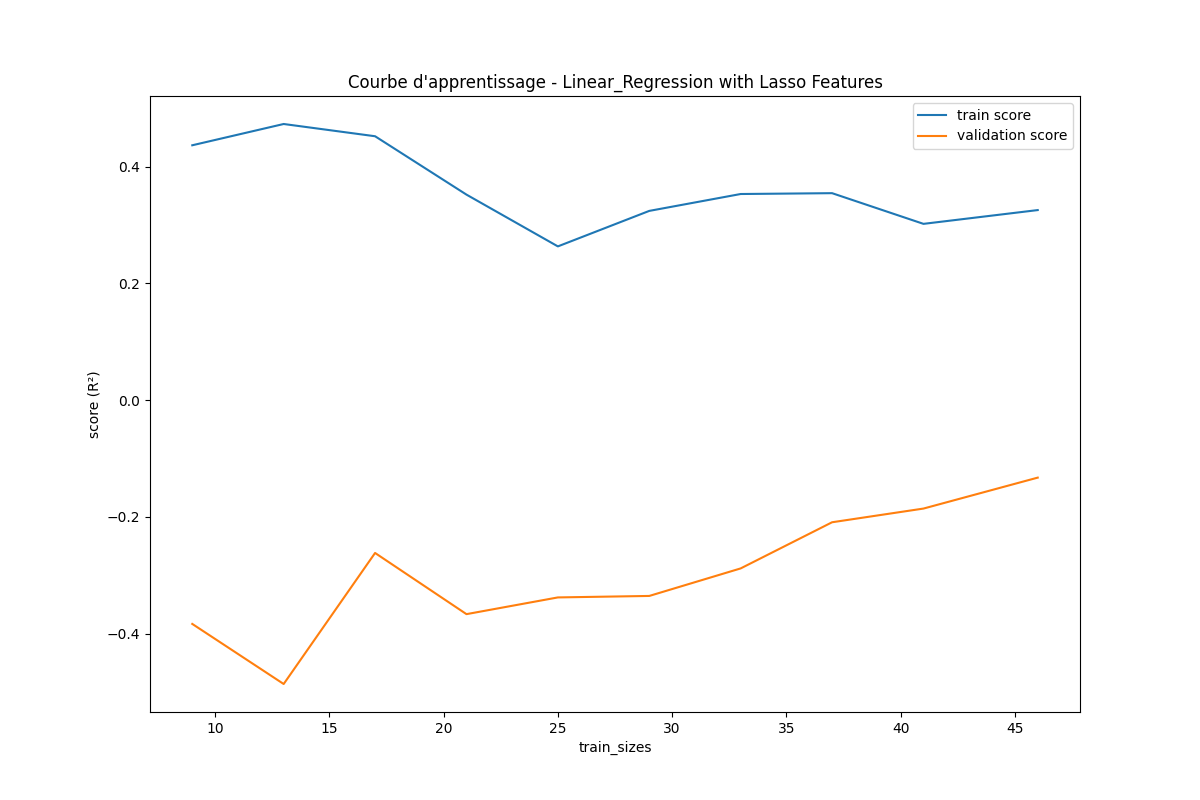 Courbe d'apprentissage - Linear_Regression with Lasso Features
train score
validation score
score (R²)
0.4
0.2
0.0
−0.2
−0.4
10 15 20 25 30 35 40 45
train_sizes